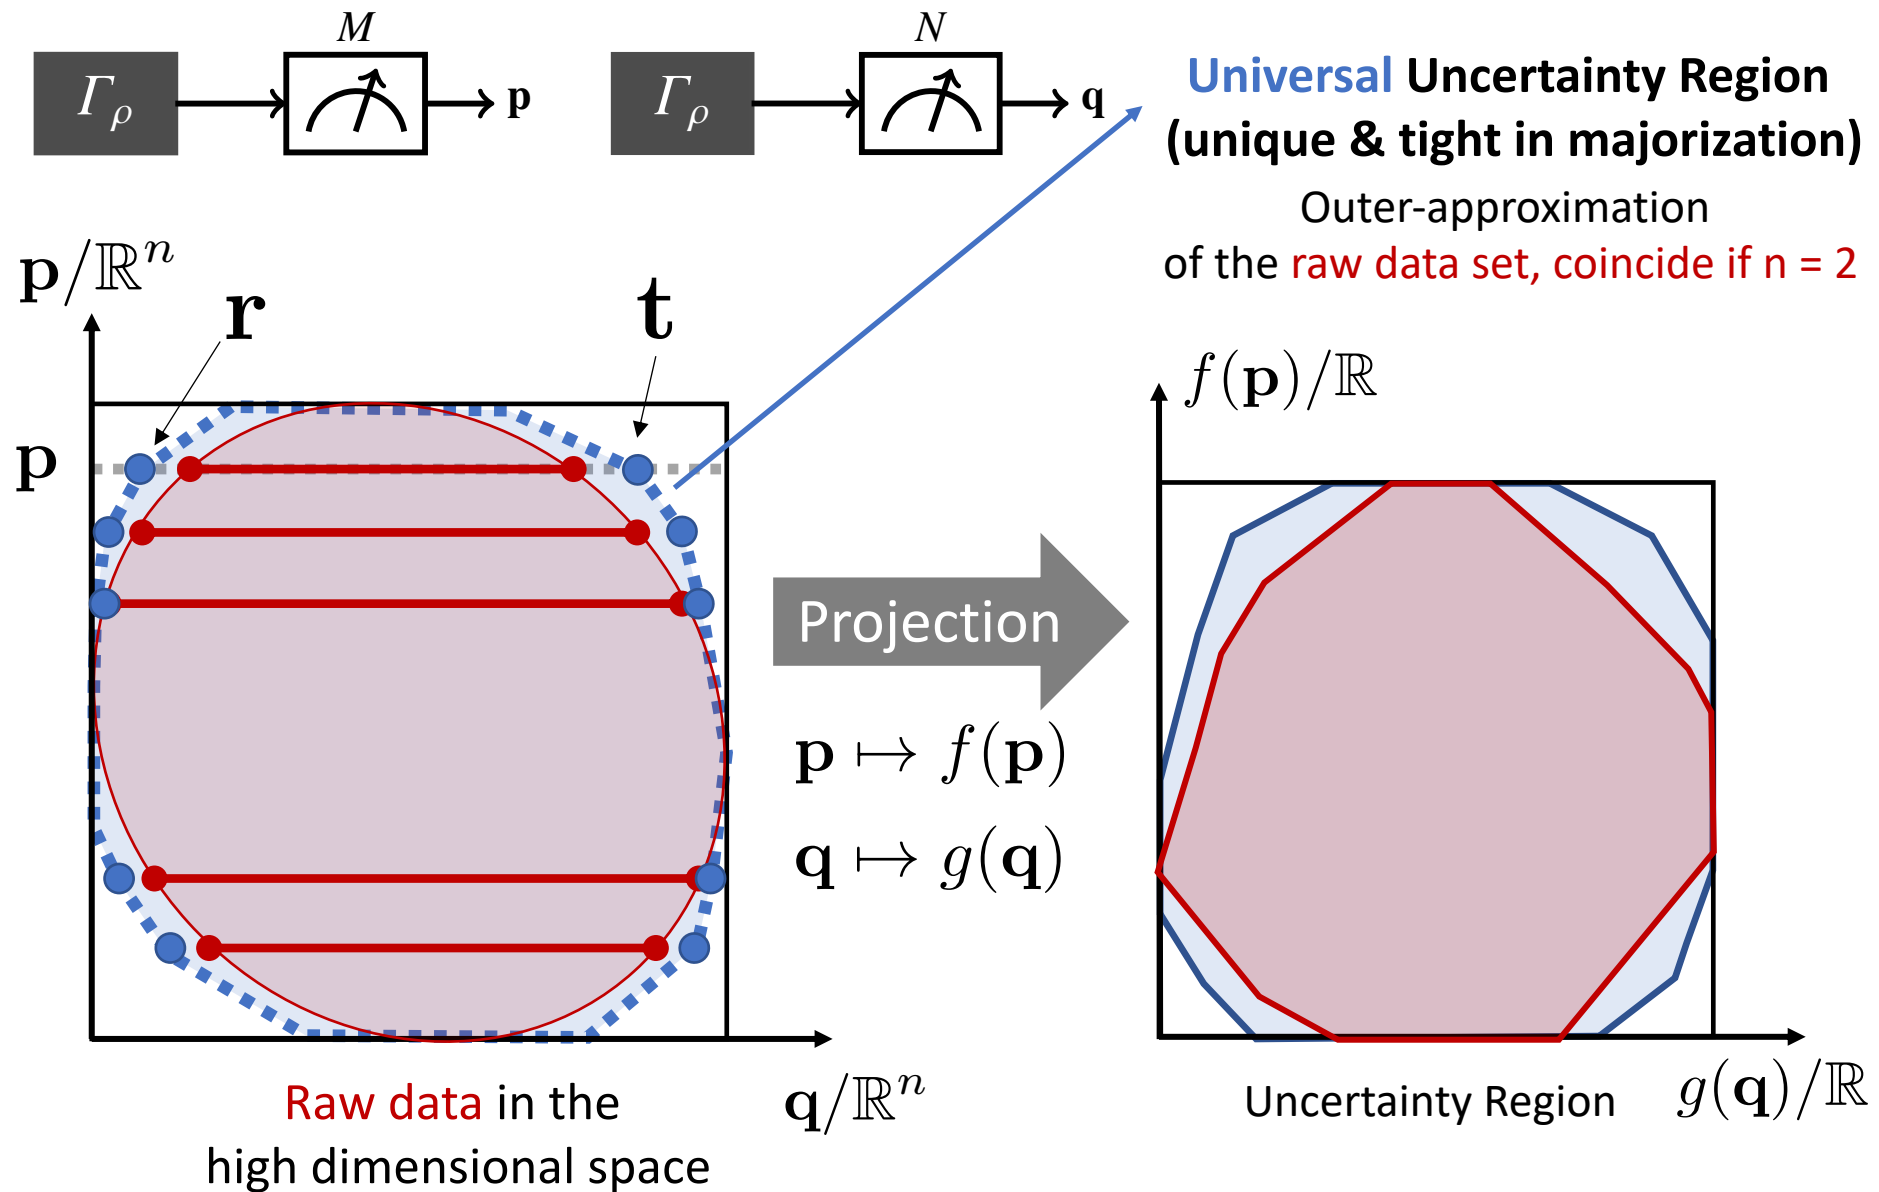 M
N
Γρ
p
Γρ
q
Universal Uncertainty Region
(unique & tight in majorization)
Outer-approximation
of the raw data set, coincide if n = 2
p/ℝⁿ
r
t
f(p)/ℝ
p
Projection
p ↦ f(p)
q ↦ g(q)
q/ℝⁿ
Uncertainty Region
g(q)/ℝ
Raw data in the
high dimensional space